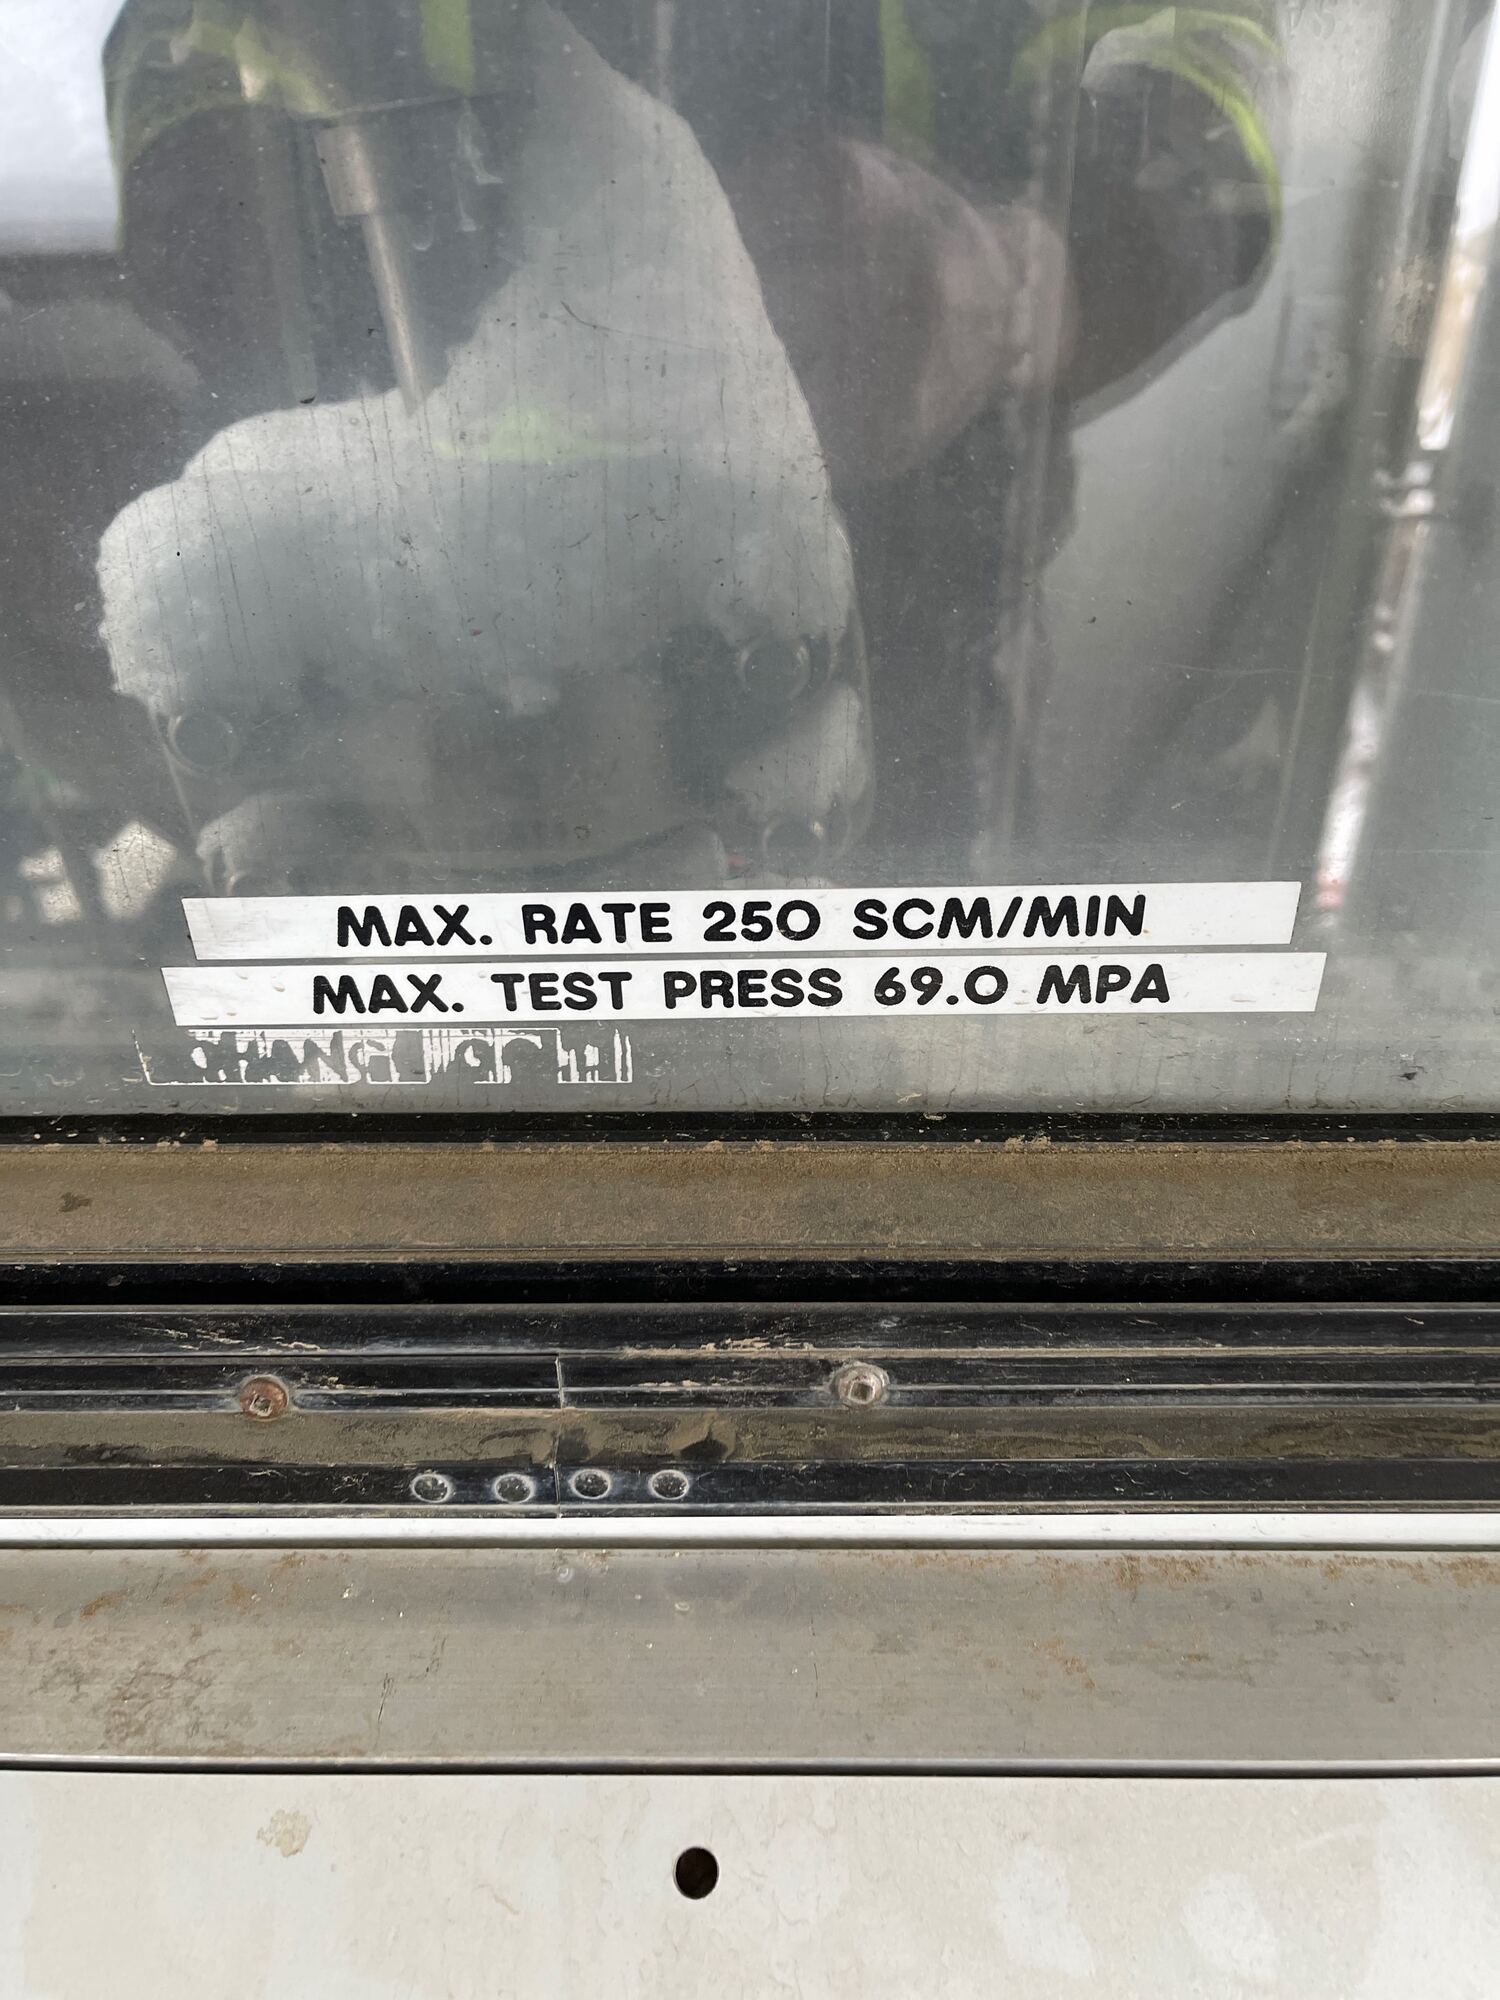 MAX. RATE 250 SCM/MIN
MAX. TEST PRESS 69.0 MPA